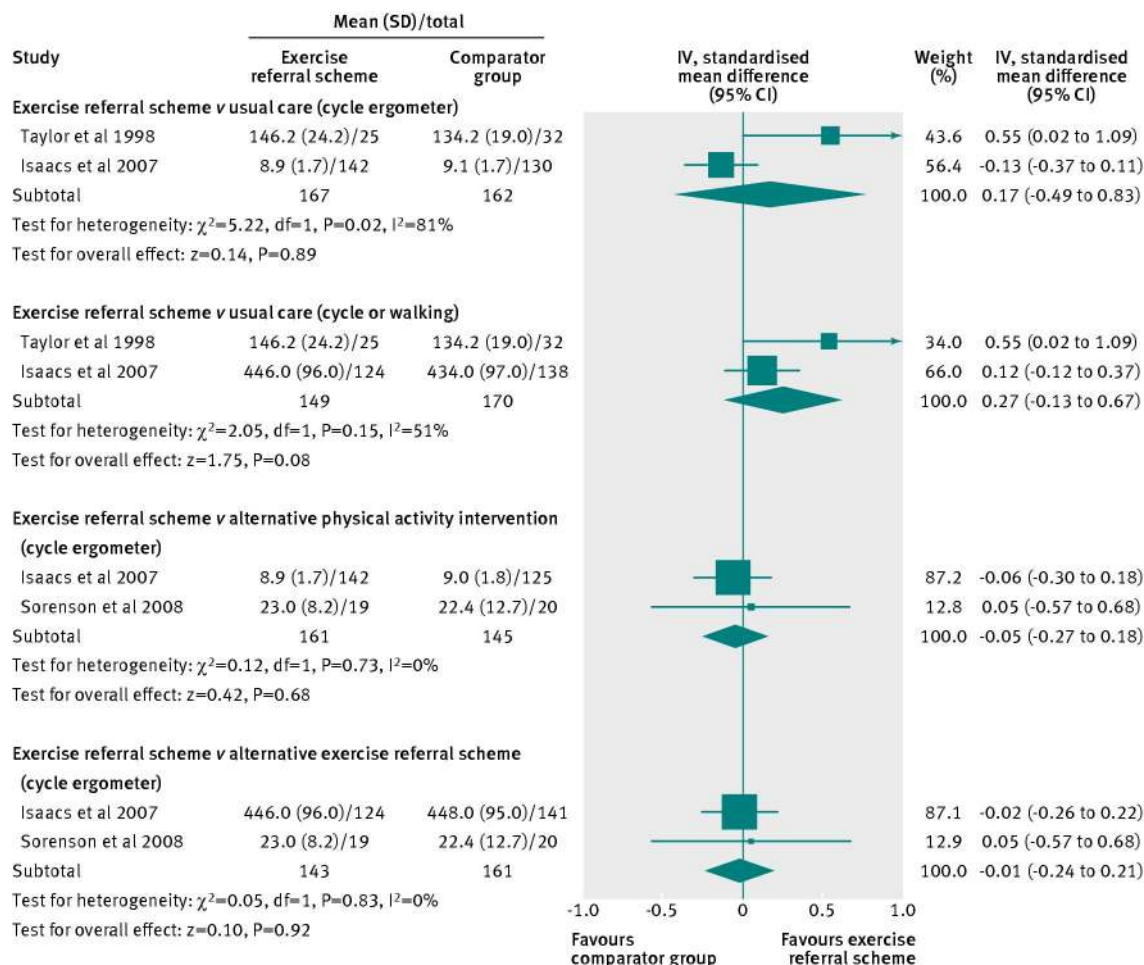 Mean (SD)/total
Study Exercise referral scheme Comparator group IV, standardised mean difference (95% CI) Weight (%) IV, standardised mean difference (95% CI)
Exercise referral scheme v usual care (cycle ergometer)
Taylor et al 1998 146.2 (24.2)/25 134.2 (19.0)/32 43.6 0.55 (0.02 to 1.09)
Isaacs et al 2007 8.9 (1.7)/142 9.1 (1.7)/130 56.4 -0.13 (-0.37 to 0.11)
Subtotal 167 162 100.0 0.17 (-0.49 to 0.83)
Test for heterogeneity: χ²=5.22, df=1, P=0.02, I²=81%
Test for overall effect: z=0.14, P=0.89
Exercise referral scheme v usual care (cycle or walking)
Taylor et al 1998 146.2 (24.2)/25 134.2 (19.0)/32 34.0 0.55 (0.02 to 1.09)
Isaacs et al 2007 446.0 (96.0)/124 434.0 (97.0)/138 66.0 0.12 (-0.12 to 0.37)
Subtotal 149 170 100.0 0.27 (-0.13 to 0.67)
Test for heterogeneity: χ²=2.05, df=1, P=0.15, I²=51%
Test for overall effect: z=1.75, P=0.08
Exercise referral scheme v alternative physical activity intervention
(cycle ergometer)
Isaacs et al 2007 8.9 (1.7)/142 9.0 (1.8)/125 87.2 -0.06 (-0.30 to 0.18)
Sorenson et al 2008 23.0 (8.2)/19 22.4 (12.7)/20 12.8 0.05 (-0.57 to 0.68)
Subtotal 161 145 100.0 -0.05 (-0.27 to 0.18)
Test for heterogeneity: χ²=0.12, df=1, P=0.73, I²=0%
Test for overall effect: z=0.42, P=0.68
Exercise referral scheme v alternative exercise referral scheme
(cycle ergometer)
Isaacs et al 2007 446.0 (96.0)/124 448.0 (95.0)/141 87.1 -0.02 (-0.26 to 0.22)
Sorenson et al 2008 23.0 (8.2)/19 22.4 (12.7)/20 12.9 0.05 (-0.57 to 0.68)
Subtotal 143 161 100.0 -0.01 (-0.24 to 0.21)
Test for heterogeneity: χ²=0.05, df=1, P=0.83, I²=0%
Test for overall effect: z=0.10, P=0.92
-1.0 -0.5 0 0.5 1.0
Favours comparator group Favours exercise referral scheme